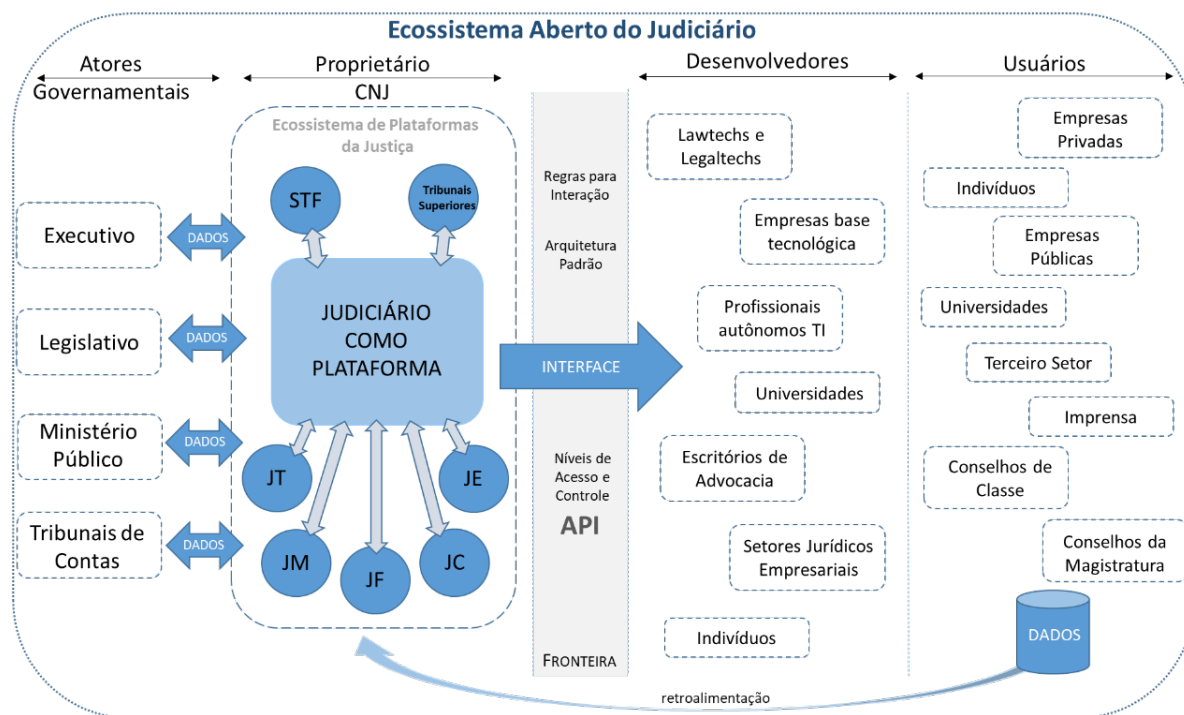 Ecossistema Aberto do Judiciário
Atores
Governamentais
Proprietário
CNJ
Desenvolvedores
Usuários
Executivo
DADOS
Legislativo
DADOS
Ministério
Público
DADOS
Tribunais de
Contas
DADOS
Ecossistema de Plataformas
da Justiça
STF
Tribunais
Superiores
JUDICIÁRIO
COMO
PLATAFORMA
JT
JE
JM
JF
JC
Regras para
Interação
Arquitetura
Padrão
INTERFACE
Níveis de
Acesso e
Controle
API
FRONTEIRA
Lawtechs e
Legaltechs
Empresas base
tecnológica
Profissionais
autônomos TI
Universidades
Escritórios de
Advocacia
Setores Jurídicos
Empresariais
Indivíduos
Empresas
Privadas
Indivíduos
Empresas
Públicas
Universidades
Terceiro Setor
Imprensa
Conselhos de
Classe
Conselhos da
Magistratura
DADOS
retroalimentação